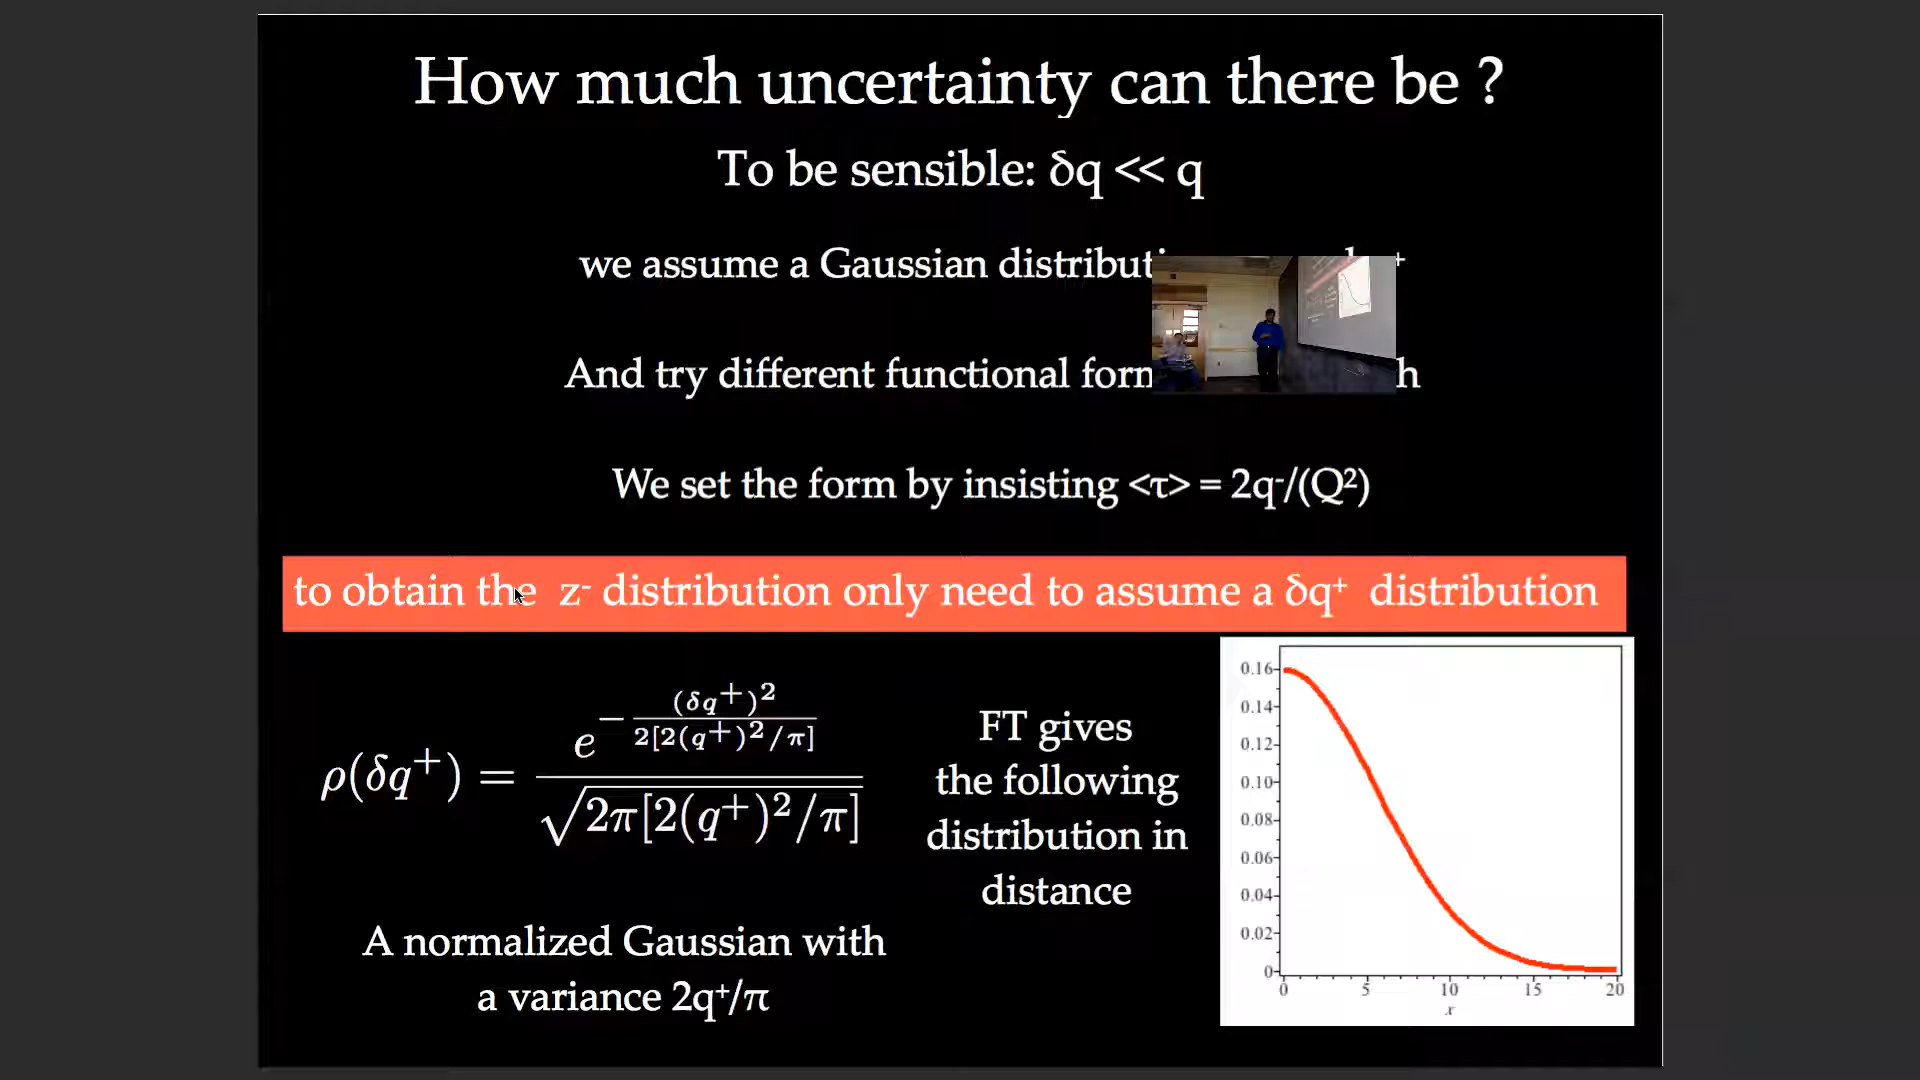 How much uncertainty can there be ?
To be sensible: δq << q
we assume a Gaussian +
And try different functional h
We set the form by insisting <τ> = 2q⁻/(Q²)
to obtain the z⁻ distribution only need to assume a δq⁺ distribution
ρ(δq⁺) = e^{-(δq⁺)²/(2[2(q⁺)²/π])} / √(2π[2(q⁺)²/π])
FT gives
the following
distribution in
distance
A normalized Gaussian with
a variance 2q⁺/π
0.16
0.14
0.12
0.10
0.08
0.06
0.04
0.02
0
0 5 10 15 20
x